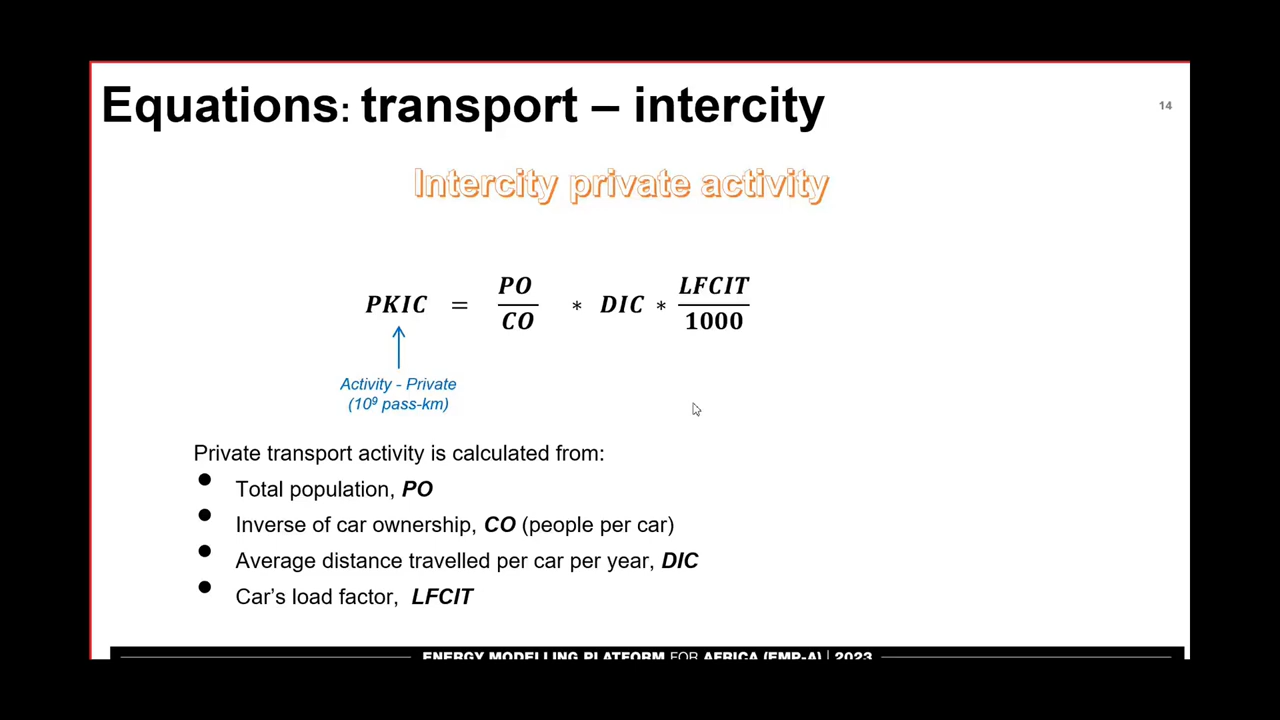 Equations: transport – intercity
14
Intercity private activity
PKIC = PO/CO * DIC * LFCIT/1000
Activity - Private
(10⁹ pass-km)
Private transport activity is calculated from:
● Total population, PO
● Inverse of car ownership, CO (people per car)
● Average distance travelled per car per year, DIC
● Car’s load factor, LFCIT
ENERGY MODELLING PLATFORM FOR AFRICA (EMP-A) | 2023